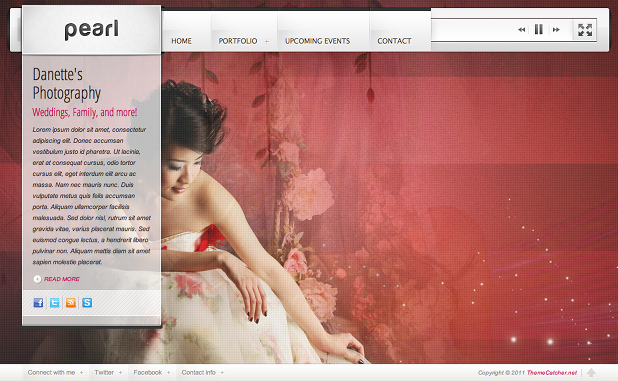 pearl
HOME
PORTFOLIO +
UPCOMING EVENTS
CONTACT
Danette's
Photography
Weddings, Family, and more!
Lorem ipsum dolor sit amet, consectetur
adipiscing elit. Donec accumsan
vestibulum justo id pharetra. Ut lacinia,
erat at consequat cursus, odio tortor
cursus elit, eget interdum elit arcu ac
massa. Nam nec mauris nunc. Duis
vulputate metus quis felis accumsan
porta. Aliquam ullamcorper facilisis
malesuada. Sed dolor nisl, rutrum sit amet
gravida vitae, varius placerat mauris. Sed
euismod congue lectus, a hendrerit libero
pulvinar non. Aliquam mattis diam sit amet
sapien molestie placerat.
READ MORE
Connect with me +
Twitter +
Facebook +
Contact Info +
Copyright © 2011 ThemeCatcher.net